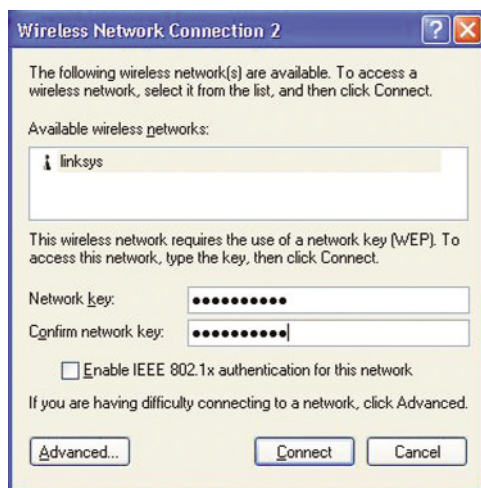 Wireless Network Connection 2
The following wireless network(s) are available. To access a
wireless network, select it from the list, and then click Connect.
Available wireless networks:
linksys
This wireless network requires the use of a network key (WEP). To
access this network, type the key, then click Connect.
Network key: ●●●●●●●●●●
Confirm network key: ●●●●●●●●●●
Enable IEEE 802.1x authentication for this network
If you are having difficulty connecting to a network, click Advanced.
Advanced... Connect Cancel